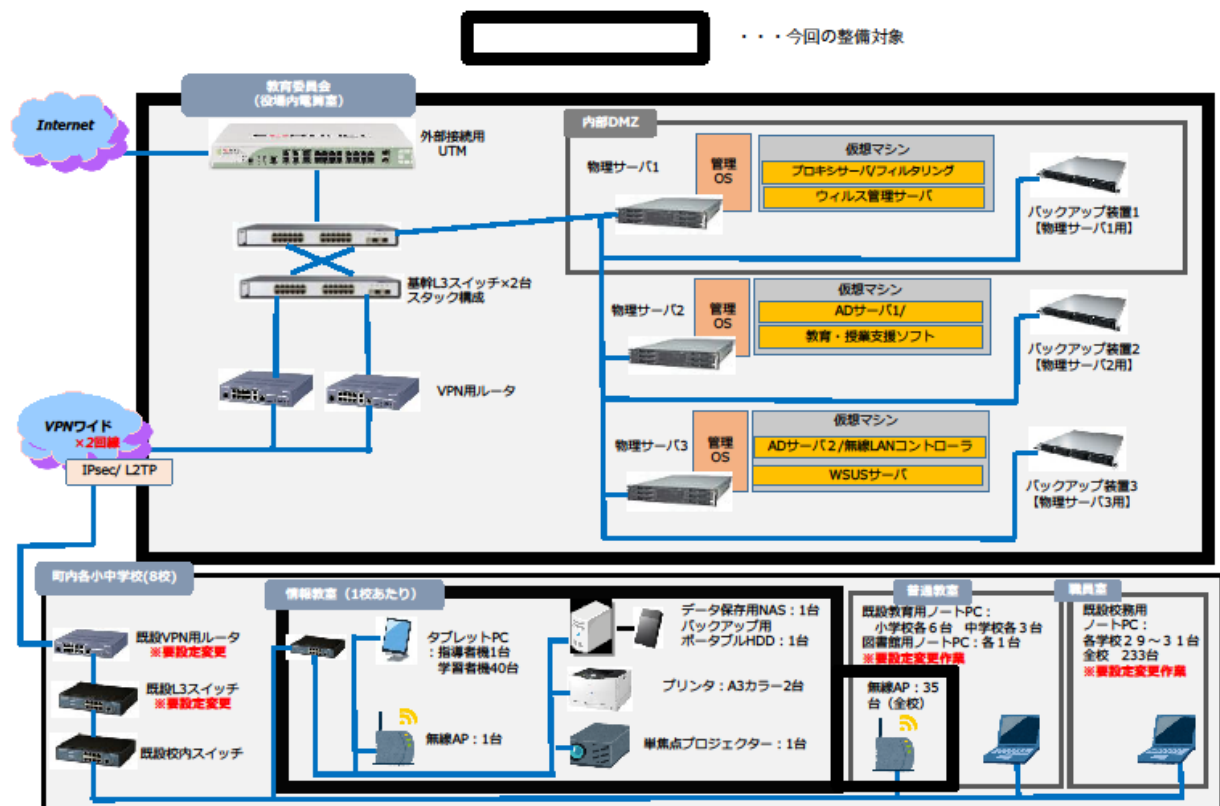 ・・・今回の整備対象
教育委員会
(役場内電算室)
Internet
外部接続用
UTM
内部DMZ
物理サーバ1
管理
OS
仮想マシン
プロキシサーバ/フィルタリング
ウィルス管理サーバ
バックアップ装置1
【物理サーバ1用】
基幹L3スイッチ×2台
スタック構成
物理サーバ2
管理
OS
仮想マシン
ADサーバ1/
教育・授業支援ソフト
バックアップ装置2
【物理サーバ2用】
VPN用ルータ
VPNワイド
×2回線
IPsec/ L2TP
物理サーバ3
管理
OS
仮想マシン
ADサーバ２/無線LANコントローラ
WSUSサーバ
バックアップ装置3
【物理サーバ3用】
町内各小中学校(8校)
既設VPN用ルータ
※要設定変更
既設L3スイッチ
※要設定変更
既設校内スイッチ
情報教室（1校あたり）
タブレットPC
：指導者機1台
学習者機40台
無線AP：1台
データ保存用NAS：1台
バックアップ用
ポータブルHDD：1台
プリンタ：A3カラー2台
単焦点プロジェクター：1台
普通教室
既設教育用ノートPC：
小学校各６台 中学校各３台
図書館用ノートPC：各１台
※要設定変更作業
無線AP：35
台（全校）
職員室
既設校務用
ノートPC：
各学校２９～３１台
全校 233台
※要設定変更作業